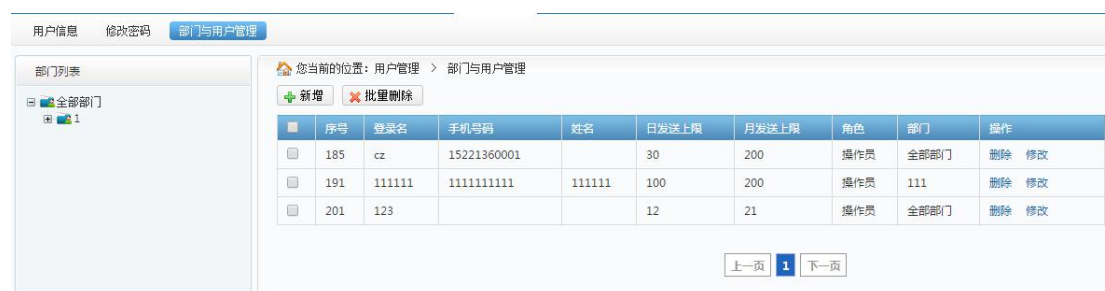 用户信息 修改密码 部门与用户管理
部门列表
全部部门
1
您当前的位置：用户管理 > 部门与用户管理
新增 批量删除
序号 登录名 手机号码 姓名 日发送上限 月发送上限 角色 部门 操作
185 cz 15221360001 30 200 操作员 全部部门 删除 修改
191 111111 1111111111 111111 100 200 操作员 111 删除 修改
201 123 12 21 操作员 全部部门 删除 修改
上一页 1 下一页